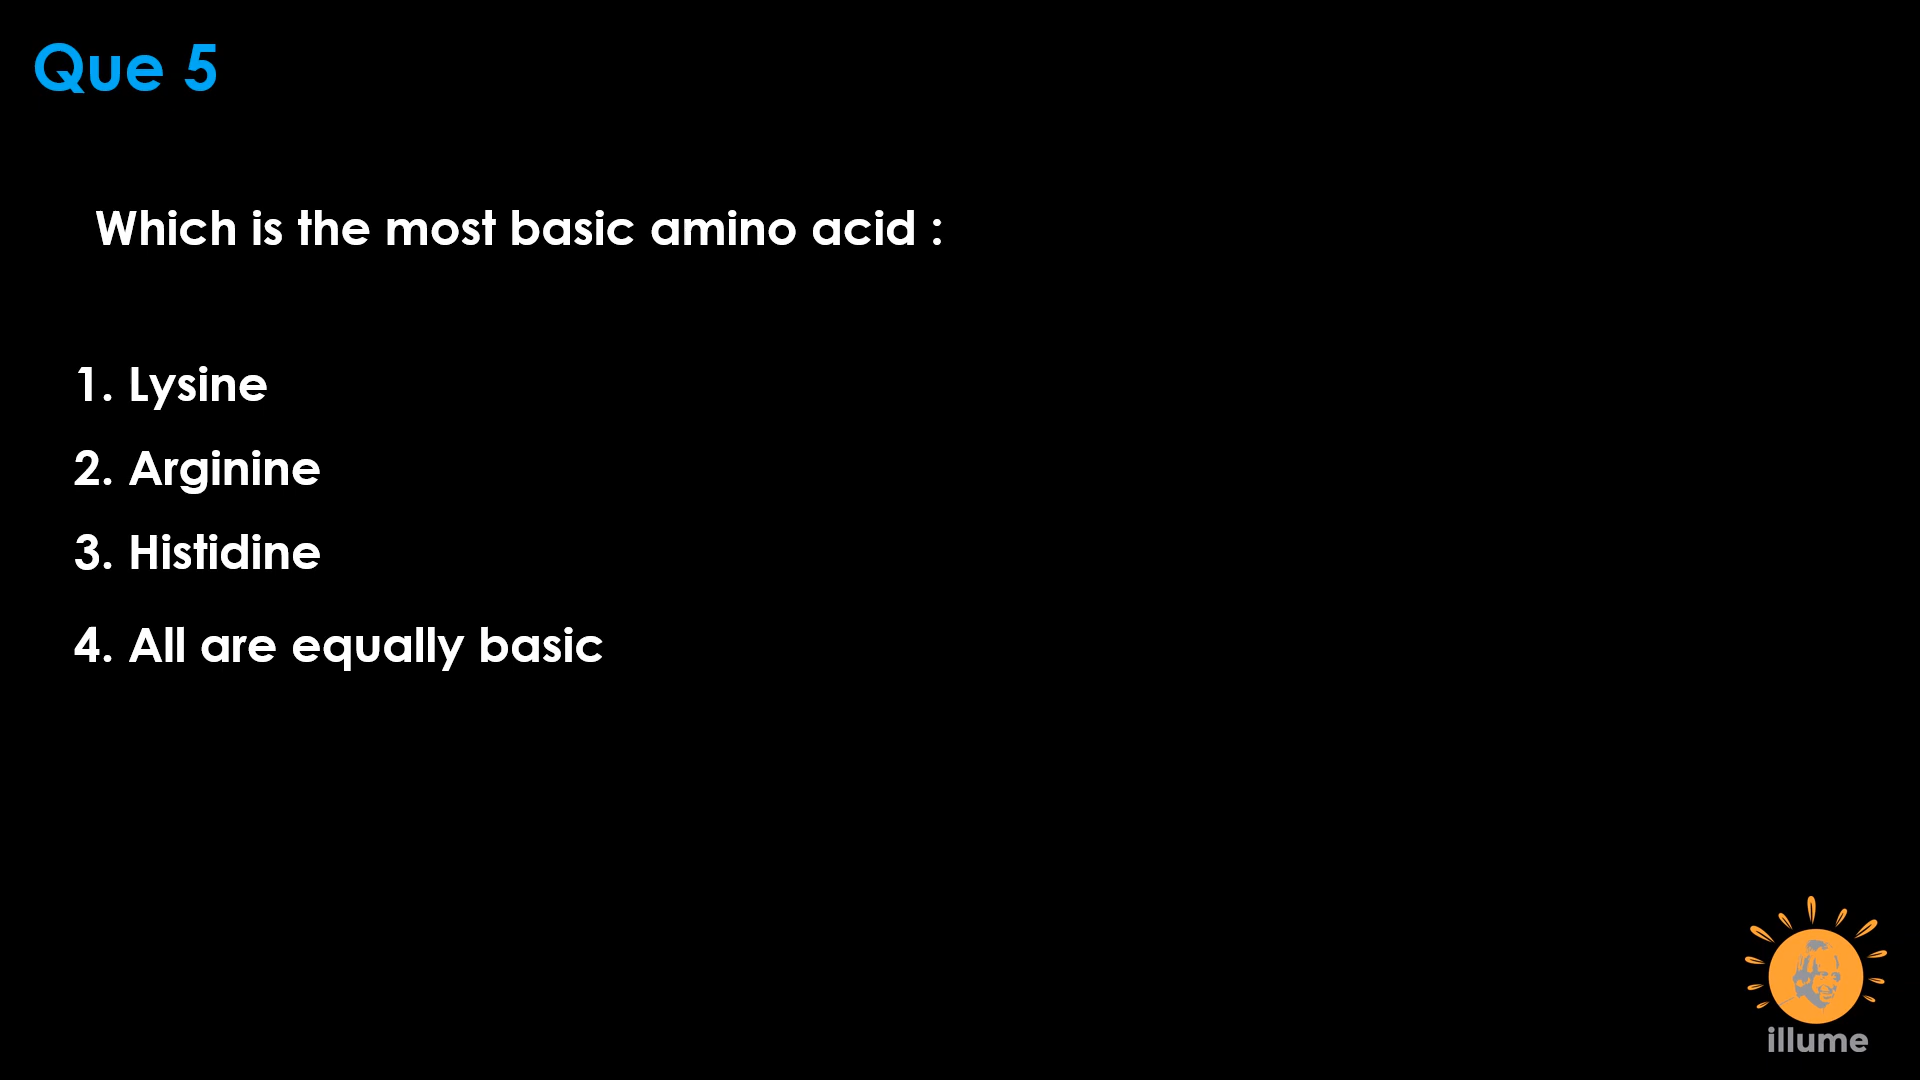 Que 5
Which is the most basic amino acid :
1. Lysine
2. Arginine
3. Histidine
4. All are equally basic
illume